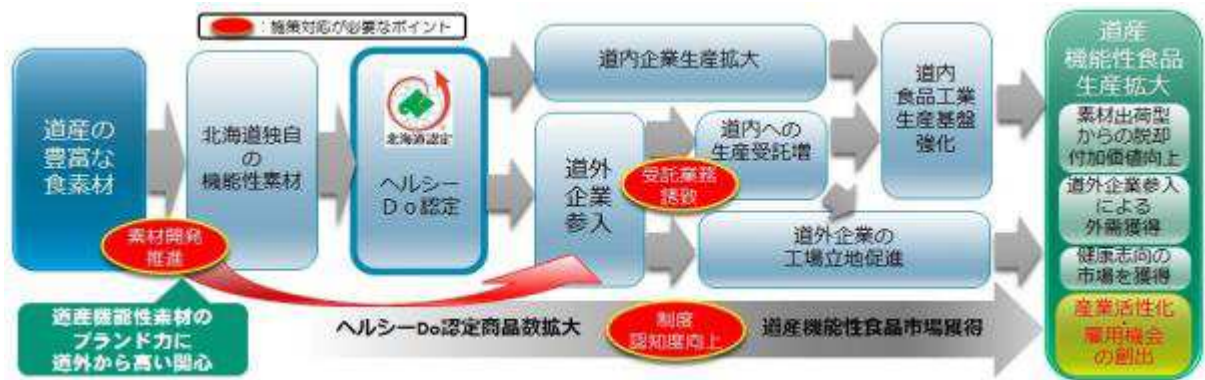 ：施策対応が必要なポイント
道産の
豊富な
食素材
北海道独自
の
機能性素材
北海道認定
ヘルシー
Ｄｏ認定
道内企業生産拡大
道外
企業
参入
道内への
生産受託増
受託業務
誘致
道外企業の
工場立地促進
道内
食品工業
生産基盤
強化
道産
機能性食品
生産拡大
素材出荷型
からの脱却
付加価値向上
道外企業参入
による
外需獲得
健康志向の
市場を獲得
産業活性化
・
雇用機会
の創出
素材開発
推進
道産機能性素材の
ブランド力に
道外から高い関心
ヘルシーDo認定商品数拡大
制度
認知度向上
道産機能性食品市場獲得